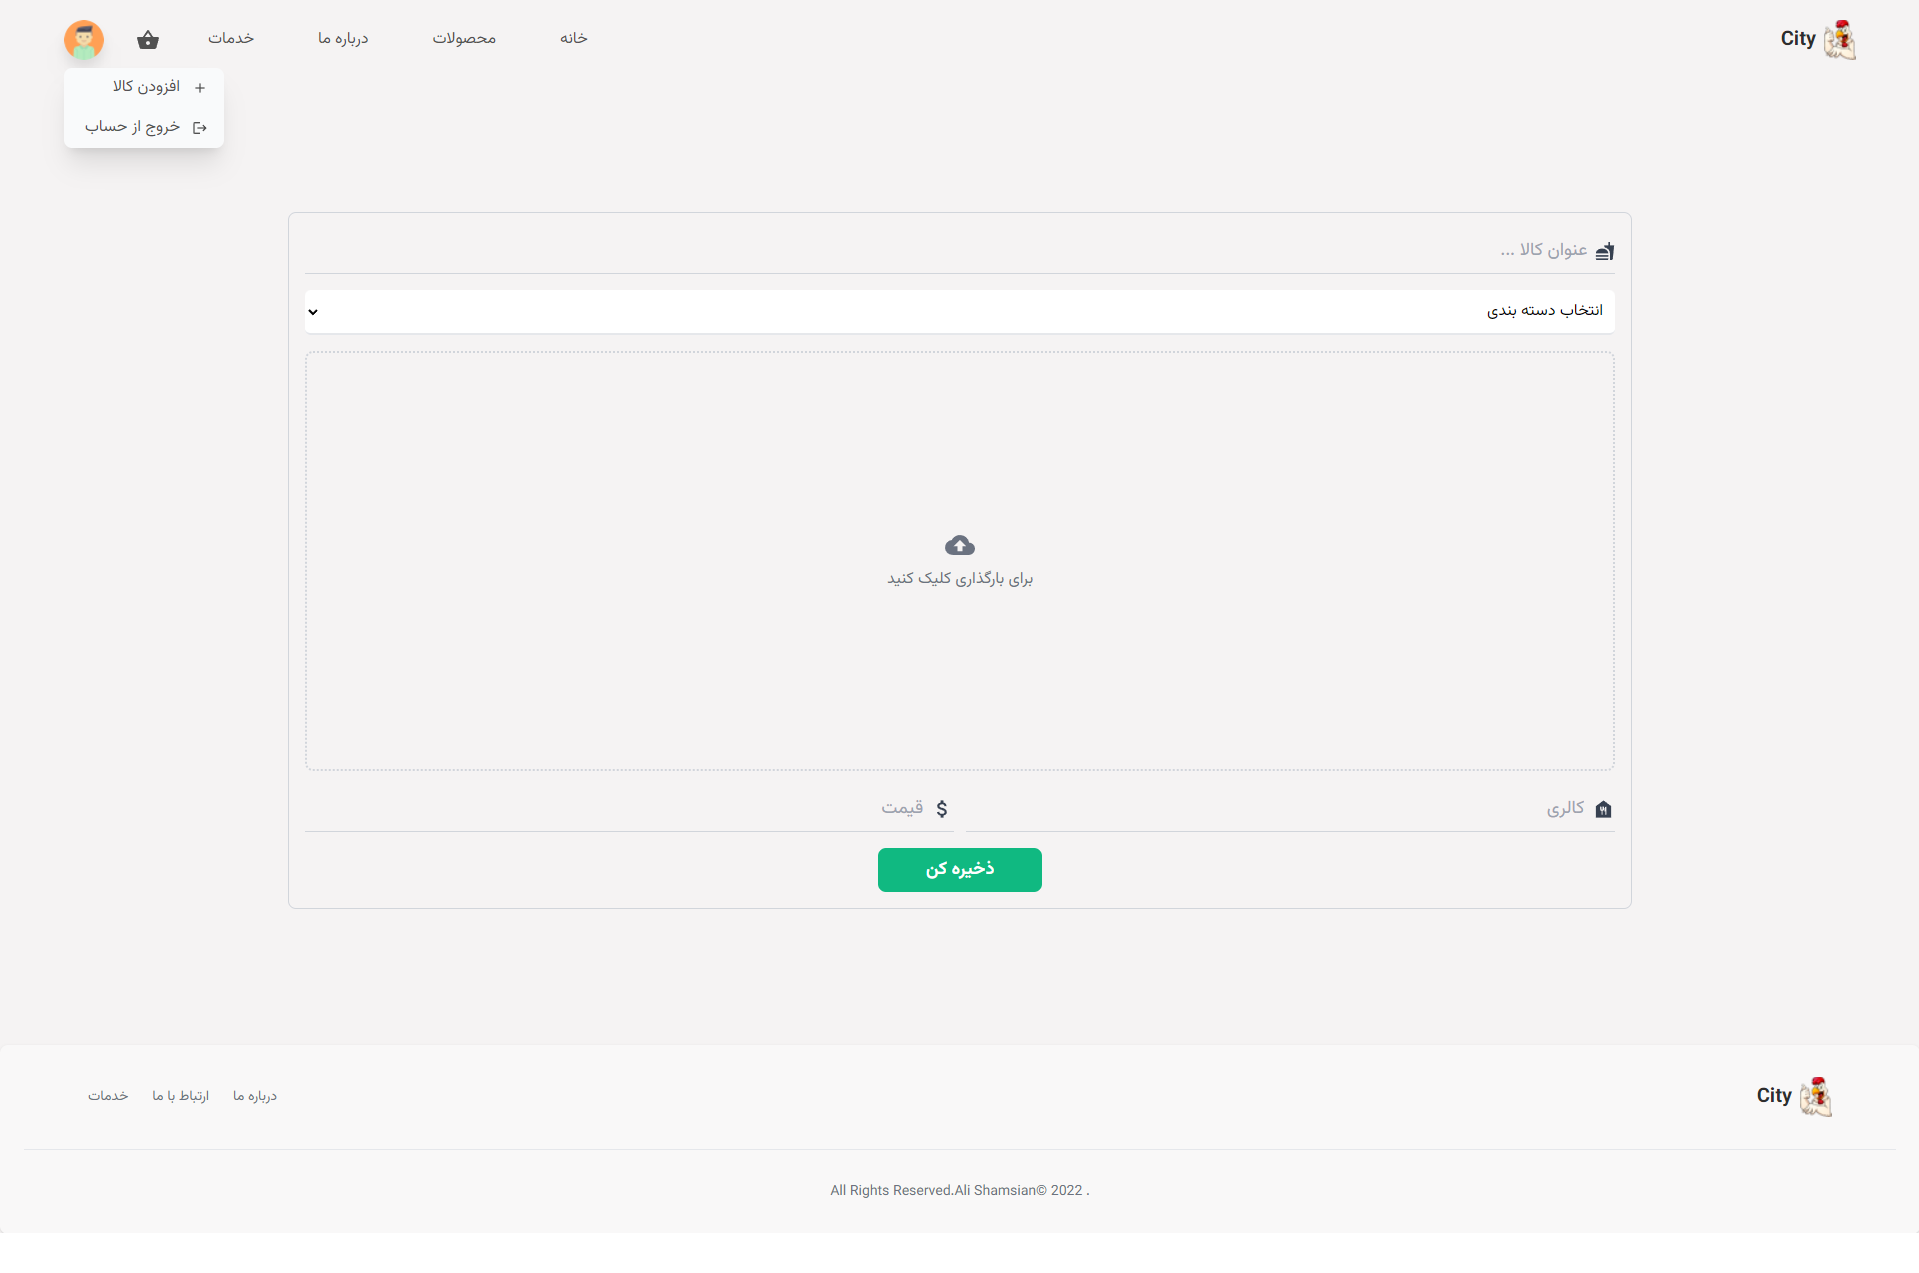 City
خانه
محصولات
درباره ما
خدمات
افزودن کالا
خروج از حساب
عنوان کالا ...
انتخاب دسته بندی
برای بارگذاری کلیک کنید
کالری
قیمت
ذخیره کن
City
درباره ما
ارتباط با ما
خدمات
All Rights Reserved.Ali Shamsian© 2022 .